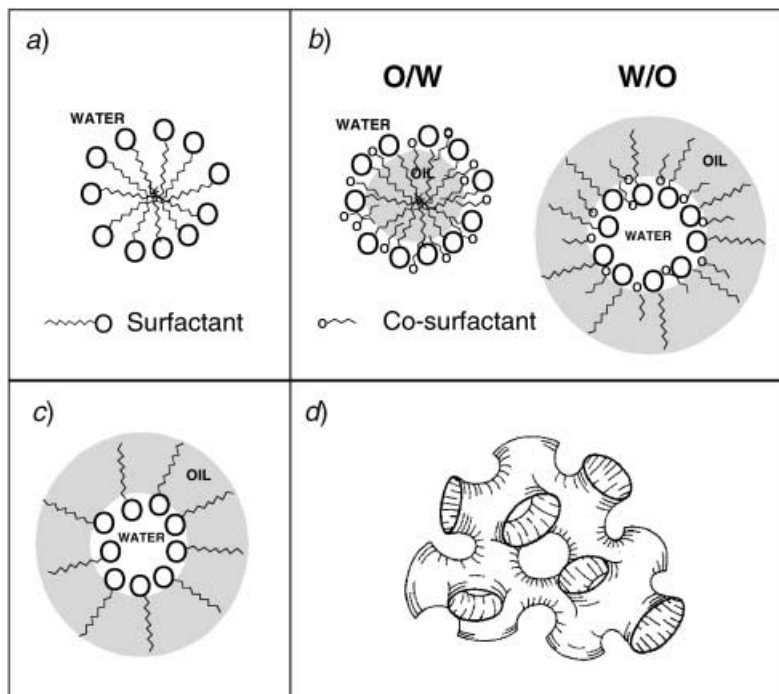 a)
WATER
Surfactant
b)
O/W
W/O
WATER
OIL
OIL
WATER
Co-surfactant
c)
OIL
WATER
d)